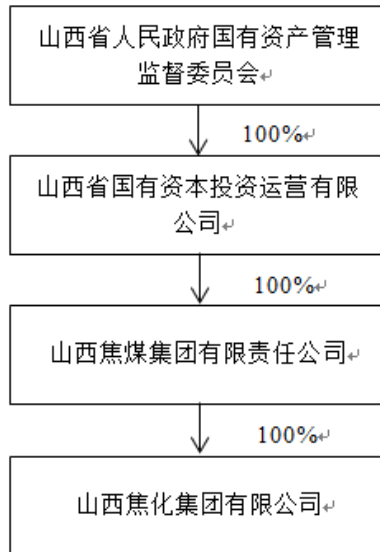 山西省人民政府国有资产管理
监督委员会
100%
山西省国有资本投资运营有限
公司
100%
山西焦煤集团有限责任公司
100%
山西焦化集团有限公司